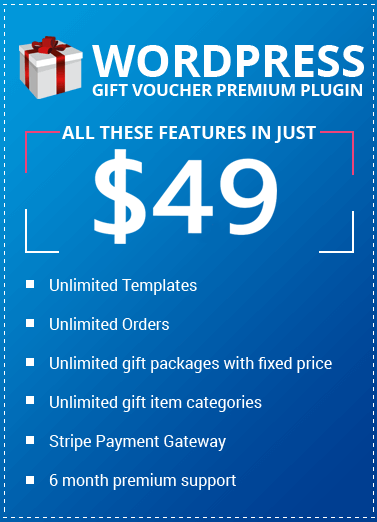 WORDPRESS
GIFT VOUCHER PREMIUM PLUGIN
ALL THESE FEATURES IN JUST
$49
Unlimited Templates
Unlimited Orders
Unlimited gift packages with fixed price
Unlimited gift item categories
Stripe Payment Gateway
6 month premium support